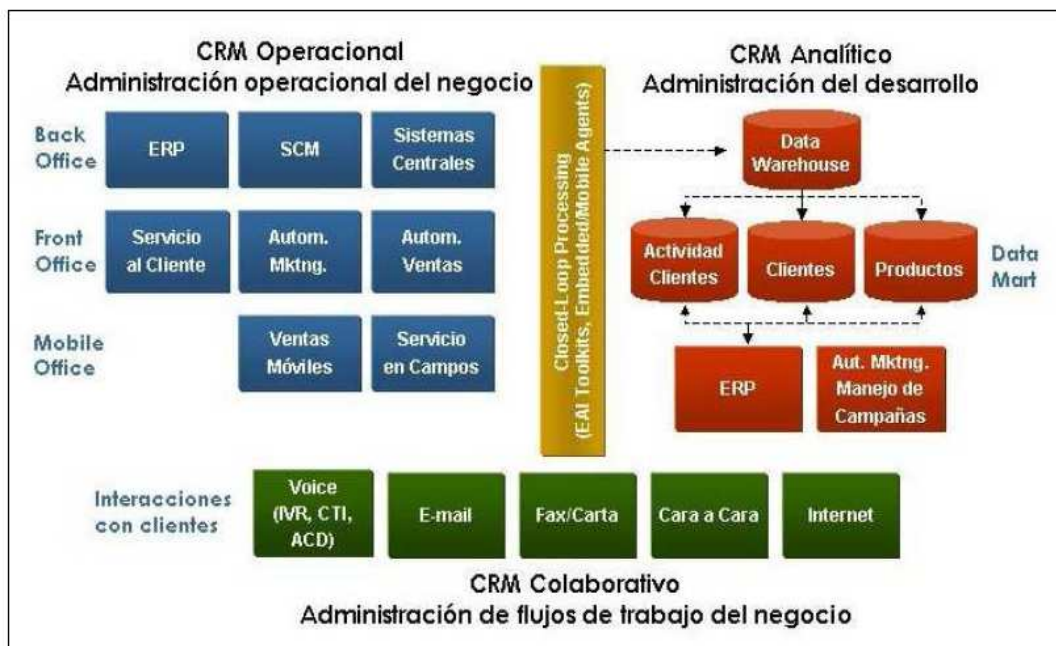 CRM Operacional
Administración operacional del negocio
CRM Analítico
Administración del desarrollo
Back
Office
ERP
SCM
Sistemas
Centrales
Front
Office
Servicio
al Cliente
Autom.
Mktng.
Autom.
Ventas
Mobile
Office
Ventas
Móviles
Servicio
en Campos
Closed-Loop Processing
(EAI Toolkits, Embedded/Mobile Agents)
Data
Warehouse
Actividad
Clientes
Clientes
Productos
Data
Mart
ERP
Aut. Mktng.
Manejo de
Campañas
Interacciones
con clientes
Voice
(IVR, CTI,
ACD)
E-mail
Fax/Carta
Cara a Cara
Internet
CRM Colaborativo
Administración de flujos de trabajo del negocio